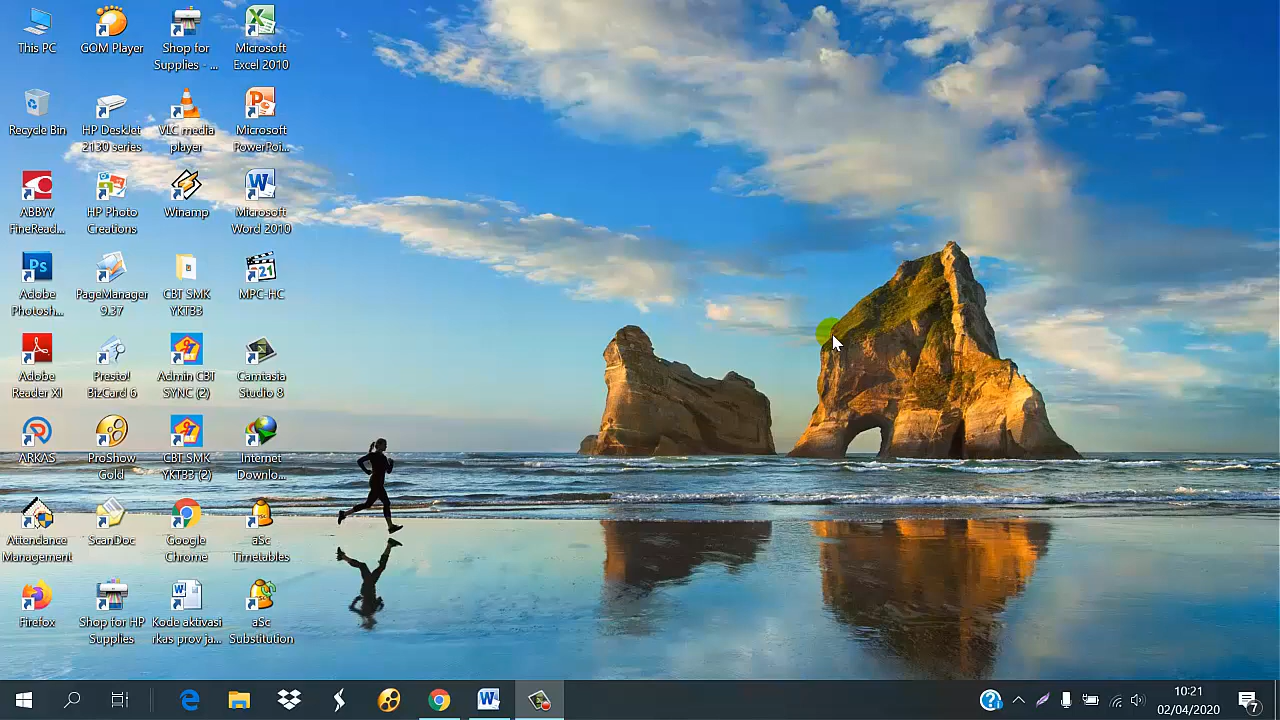 This PC
GOM Player
Shop for
Supplies - ...
Microsoft
Excel 2010
Recycle Bin
HP DeskJet
2130 series
VLC media
player
Microsoft
PowerPoi...
ABBYY
FineRead...
HP Photo
Creations
Winamp
Microsoft
Word 2010
Adobe
Photosh...
PageManager
9.37
CBT SMK
YKT33
MPC-HC
Adobe
Reader XI
Presto!
BizCard 6
Admin CBT
SYNC (2)
Camtasia
Studio 8
ARKAS
ProShow
Gold
CBT SMK
YKT33 (2)
Internet
Downlo...
Attendance
Management
ScanDoc
Google
Chrome
aSc
Timetables
Firefox
Shop for HP
Supplies
Kode aktivasi
rkas prov ja...
aSc
Substitution
10:21
02/04/2020
7